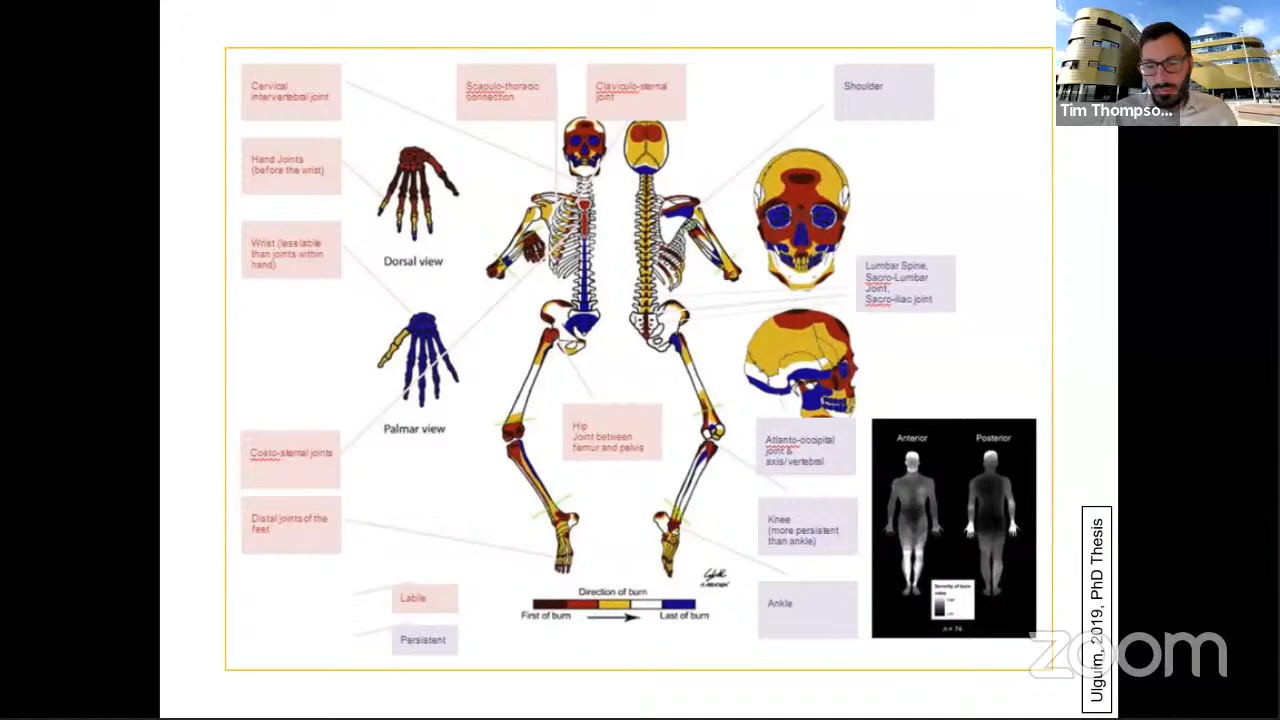 Tim Thompso...
Cervical
intervertebral joint
Scapulo-thoracic
connection
Claviculo-sternal
joint
Shoulder
Hand Joints
(before the wrist)
Wrist (less labile
than joints within
hand)
Dorsal view
Lumbar Spine,
Sacro-Lumbar
Joint,
Sacro-iliac joint
Palmar view
Hip
Joint between
femur and pelvis
Costo-sternal joints
Atlanto-occipital
joint &
axis/vertebral
Anterior
Posterior
Distal joints of the
feet
Knee
(more persistent
than ankle)
Labile
Persistent
Direction of burn
First of burn
Last of burn
Ankle
Severity of burn
n = 74
Ulguim, 2019, PhD Thesis
zoom